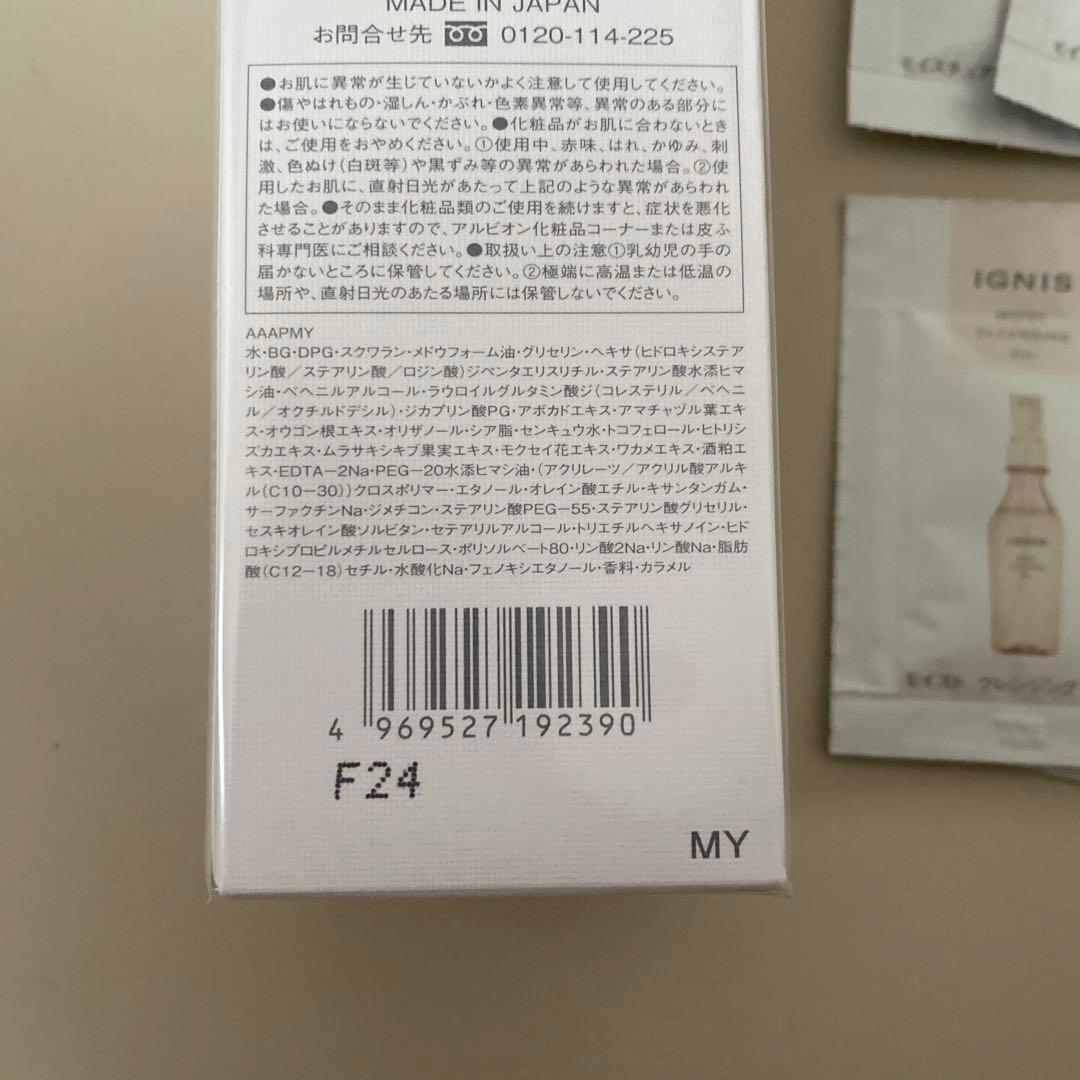 MADE IN JAPAN
お問合せ先 0120-114-225
●お肌に異常が生じていないかよく注意して使用してください。
●傷やはれもの・湿しん・かぶれ・色素異常等、異常のある部分に
はお使いにならないでください。●化粧品がお肌に合わないとき
は、ご使用をおやめください。①使用中、赤味、はれ、かゆみ、刺
激、色ぬけ(白斑等)や黒ずみ等の異常があらわれた場合。②使
用したお肌に、直射日光があたって上記のような異常があらわれ
た場合。●そのまま化粧品類のご使用を続けますと、症状を悪化
させることがありますので、アルビオン化粧品コーナーまたは皮ふ
科専門医にご相談ください。●取扱い上の注意①乳幼児の手の
届かないところに保管してください。②極端に高温または低温の
場所や、直射日光のあたる場所には保管しないでください。
AAAPMY
水・BG・DPG・スクワラン・メドウフォーム油・グリセリン・ヘキサ(ヒドロキシステア
リン酸/ステアリン酸/ロジン酸)ジペンタエリスリチル・ステアリン酸水添ヒマ
シ油・ベヘニルアルコール・ラウロイルグルタミン酸ジ(コレステリル/ベヘニ
ル/オクチルドデシル)・ジカプリン酸PG・アボカドエキス・アマチャヅル葉エキ
ス・オウゴン根エキス・オリザノール・シア脂・センキュウ水・トコフェロール・ヒトリシ
ズカエキス・ムラサキシキブ果実エキス・モクセイ花エキス・ワカメエキス・酒粕エ
キス・EDTA-2Na・PEG-20水添ヒマシ油・(アクリレーツ/アクリル酸アルキ
ル(C10-30))クロスポリマー・エタノール・オレイン酸エチル・キサンタンガム・
サーファクチンNa・ジメチコン・ステアリン酸PEG-55・ステアリン酸グリセリル・
セスキオレイン酸ソルビタン・セテアリルアルコール・トリエチルヘキサノイン・ヒド
ロキシプロピルメチルセルロース・ポリソルベート80・リン酸2Na・リン酸Na・脂肪
酸(C12-18)セチル・水酸化Na・フェノキシエタノール・香料・カラメル
4 969527 192390
F24
MY
モイスチュア
IGNIS
MOIST
CLEANSING
OIL
モイスト クレンジング